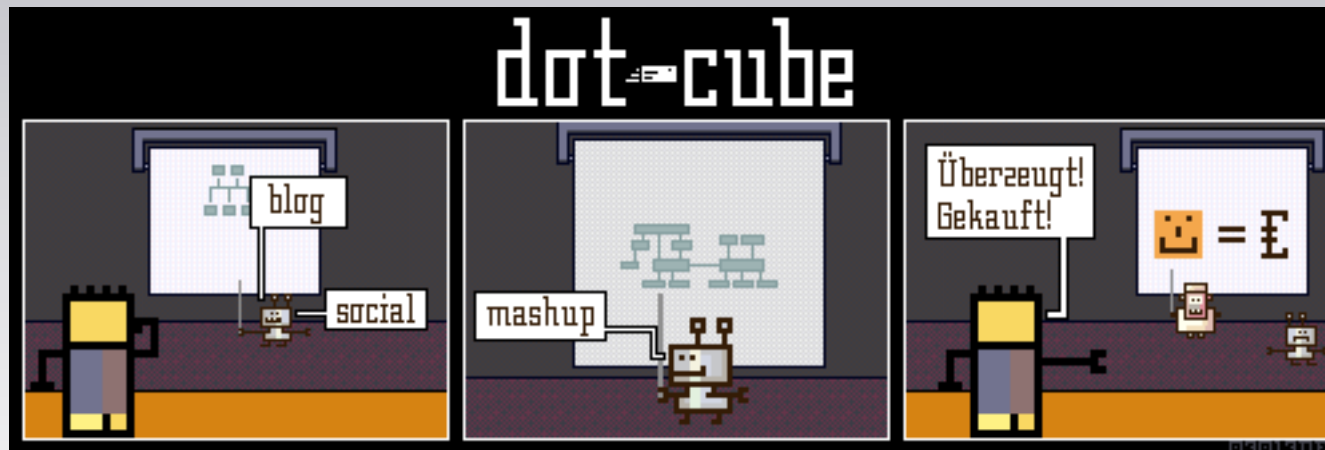 dot-cube
blog
social
mashup
Überzeugt!
Gekauft!
= €